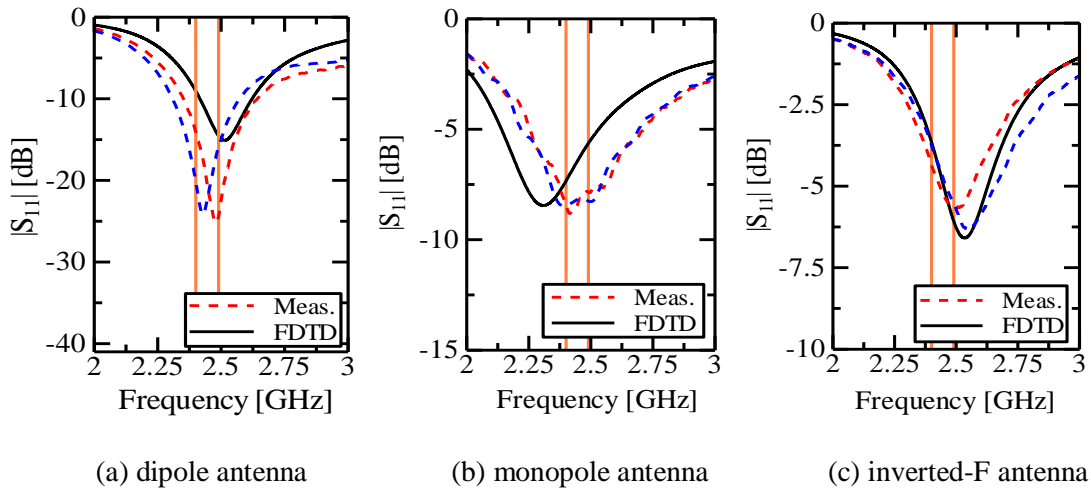 0
-10
-20
-30
-40
|S11| [dB]
Meas.
FDTD
2 2.25 2.5 2.75 3
Frequency [GHz]
(a) dipole antenna
0
-5
-10
-15
|S11| [dB]
Meas.
FDTD
2 2.25 2.5 2.75 3
Frequency [GHz]
(b) monopole antenna
0
-2.5
-5
-7.5
-10
|S11| [dB]
Meas.
FDTD
2 2.25 2.5 2.75 3
Frequency [GHz]
(c) inverted-F antenna